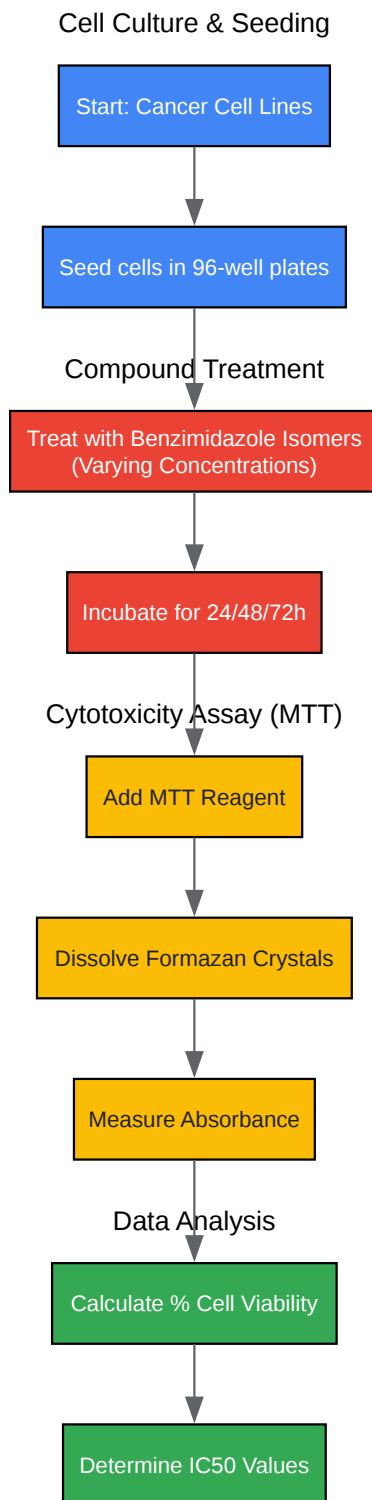 Cell Culture & Seeding
Start: Cancer Cell Lines
Seed cells in 96-well plates
Compound Treatment
Treat with Benzimidazole Isomers
(Varying Concentrations)
Incubate for 24/48/72h
Cytotoxicity Assay (MTT)
Add MTT Reagent
Dissolve Formazan Crystals
Measure Absorbance
Data Analysis
Calculate % Cell Viability
Determine IC50 Values